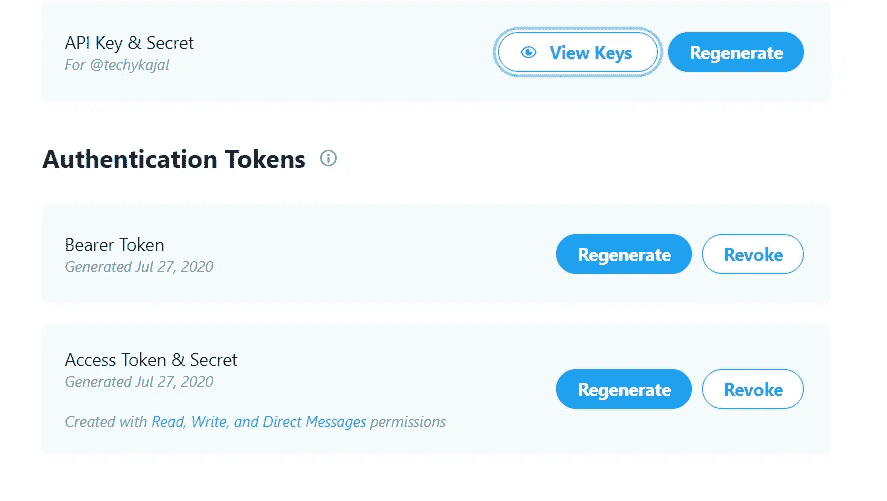 API Key & Secret
For @techykajal
View Keys
Regenerate
Authentication Tokens
Bearer Token
Generated Jul 27, 2020
Regenerate
Revoke
Access Token & Secret
Generated Jul 27, 2020
Created with Read, Write, and Direct Messages permissions
Regenerate
Revoke